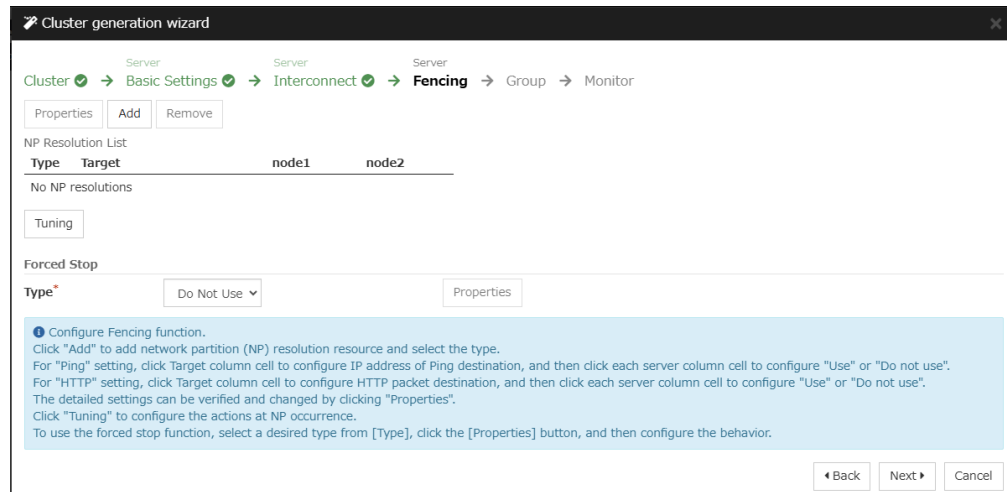 Cluster generation wizard
Server Server Server
Cluster → Basic Settings → Interconnect → Fencing → Group → Monitor
Properties Add Remove
NP Resolution List
Type Target node1 node2
No NP resolutions
Tuning
Forced Stop
Type* Do Not Use Properties
Configure Fencing function.
Click "Add" to add network partition (NP) resolution resource and select the type.
For "Ping" setting, click Target column cell to configure IP address of Ping destination, and then click each server column cell to configure "Use" or "Do not use".
For "HTTP" setting, click Target column cell to configure HTTP packet destination, and then click each server column cell to configure "Use" or "Do not use".
The detailed settings can be verified and changed by clicking "Properties".
Click "Tuning" to configure the actions at NP occurrence.
To use the forced stop function, select a desired type from [Type], click the [Properties] button, and then configure the behavior.
Back Next Cancel